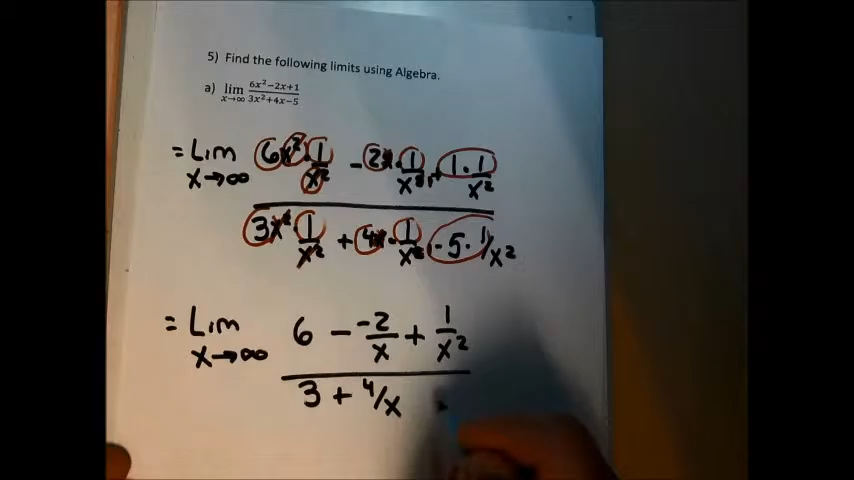 5) Find the following limits using Algebra.
a) lim x→∞ (6x²−2x+1)/(3x²+4x−5)
= Lim x→∞ 6x² · 1/x² − 2x · 1/x² + 1 · 1/x²
3x² · 1/x² + 4x · 1/x² - 5 · 1/x²
= Lim x→∞ 6 − -2/x + 1/x²
3 + 4/x